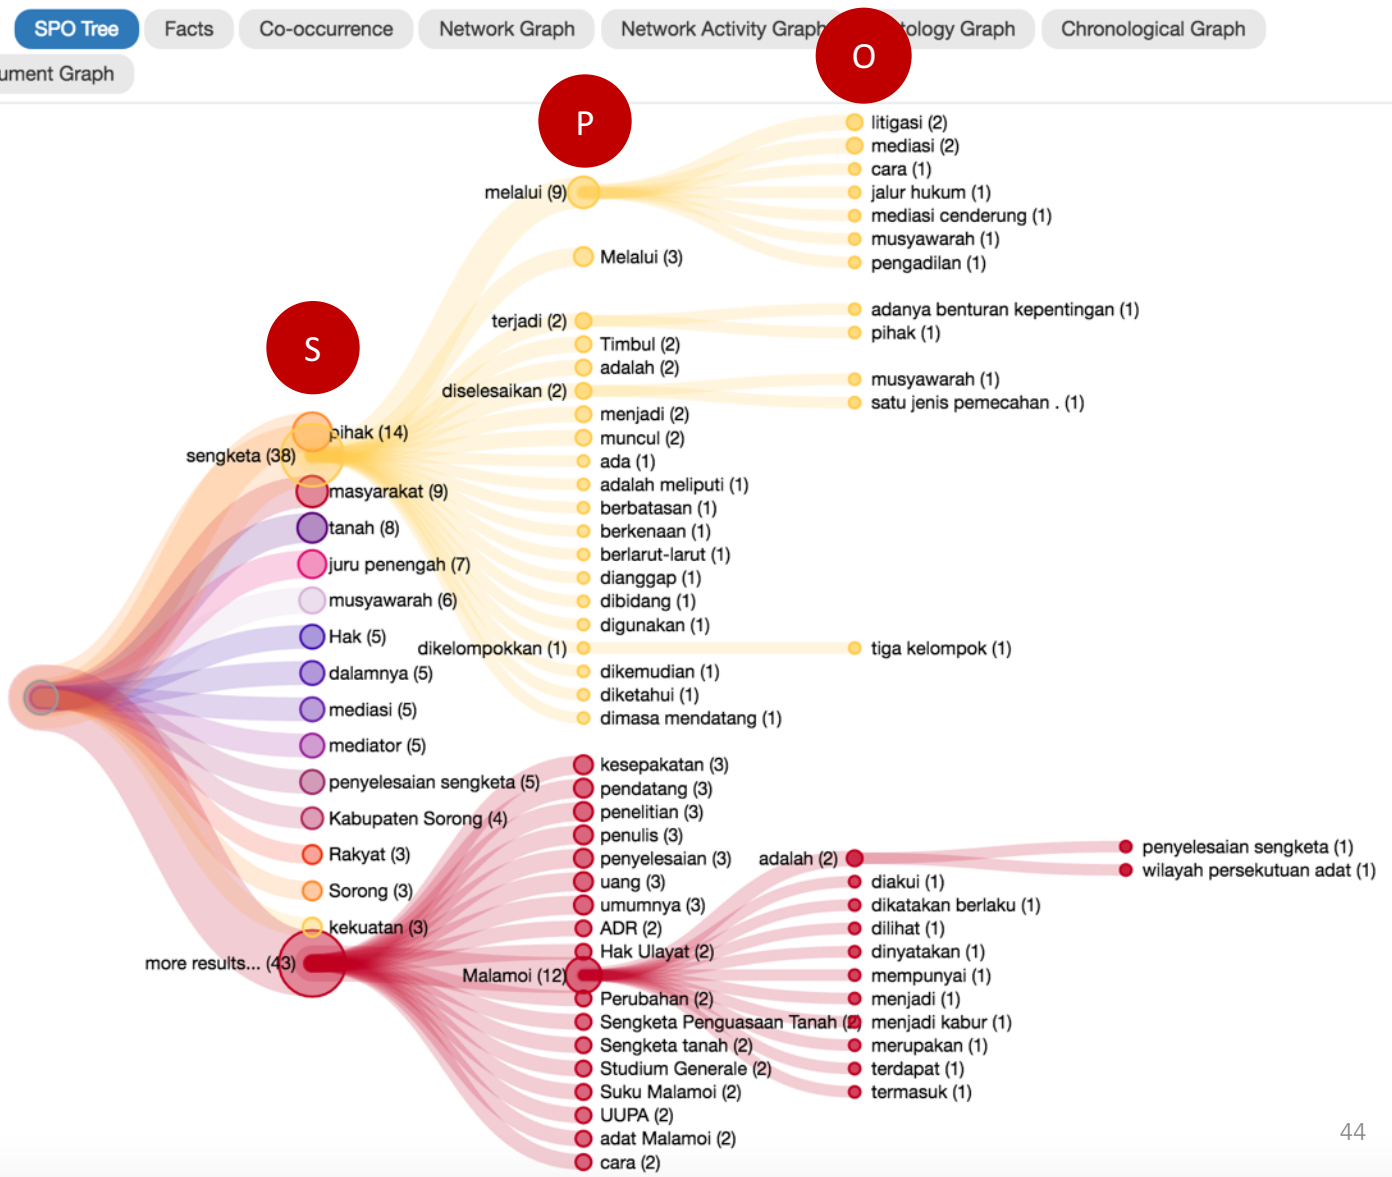 SPO Tree
Facts
Co-occurrence
Network Graph
Network Activity Graph
tology Graph
Chronological Graph
ument Graph
S
P
O
pihak (14)
sengketa (38)
masyarakat (9)
tanah (8)
juru penengah (7)
musyawarah (6)
Hak (5)
dalamnya (5)
mediasi (5)
mediator (5)
penyelesaian sengketa (5)
Kabupaten Sorong (4)
Rakyat (3)
Sorong (3)
kekuatan (3)
more results... (43)
melalui (9)
Melalui (3)
terjadi (2)
Timbul (2)
adalah (2)
diselesaikan (2)
menjadi (2)
muncul (2)
ada (1)
adalah meliputi (1)
berbatasan (1)
berkenaan (1)
berlarut-larut (1)
dianggap (1)
dibidang (1)
digunakan (1)
dikelompokkan (1)
dikemudian (1)
diketahui (1)
dimasa mendatang (1)
litigasi (2)
mediasi (2)
cara (1)
jalur hukum (1)
mediasi cenderung (1)
musyawarah (1)
pengadilan (1)
adanya benturan kepentingan (1)
pihak (1)
musyawarah (1)
satu jenis pemecahan . (1)
tiga kelompok (1)
kesepakatan (3)
pendatang (3)
penelitian (3)
penulis (3)
penyelesaian (3)
uang (3)
umumnya (3)
ADR (2)
Hak Ulayat (2)
Malamoi (12)
Perubahan (2)
Sengketa Penguasaan Tanah (2)
Sengketa tanah (2)
Studium Generale (2)
Suku Malamoi (2)
UUPA (2)
adat Malamoi (2)
cara (2)
adalah (2)
diakui (1)
dikatakan berlaku (1)
dilihat (1)
dinyatakan (1)
mempunyai (1)
menjadi (1)
menjadi kabur (1)
merupakan (1)
terdapat (1)
termasuk (1)
penyelesaian sengketa (1)
wilayah persekutuan adat (1)
44